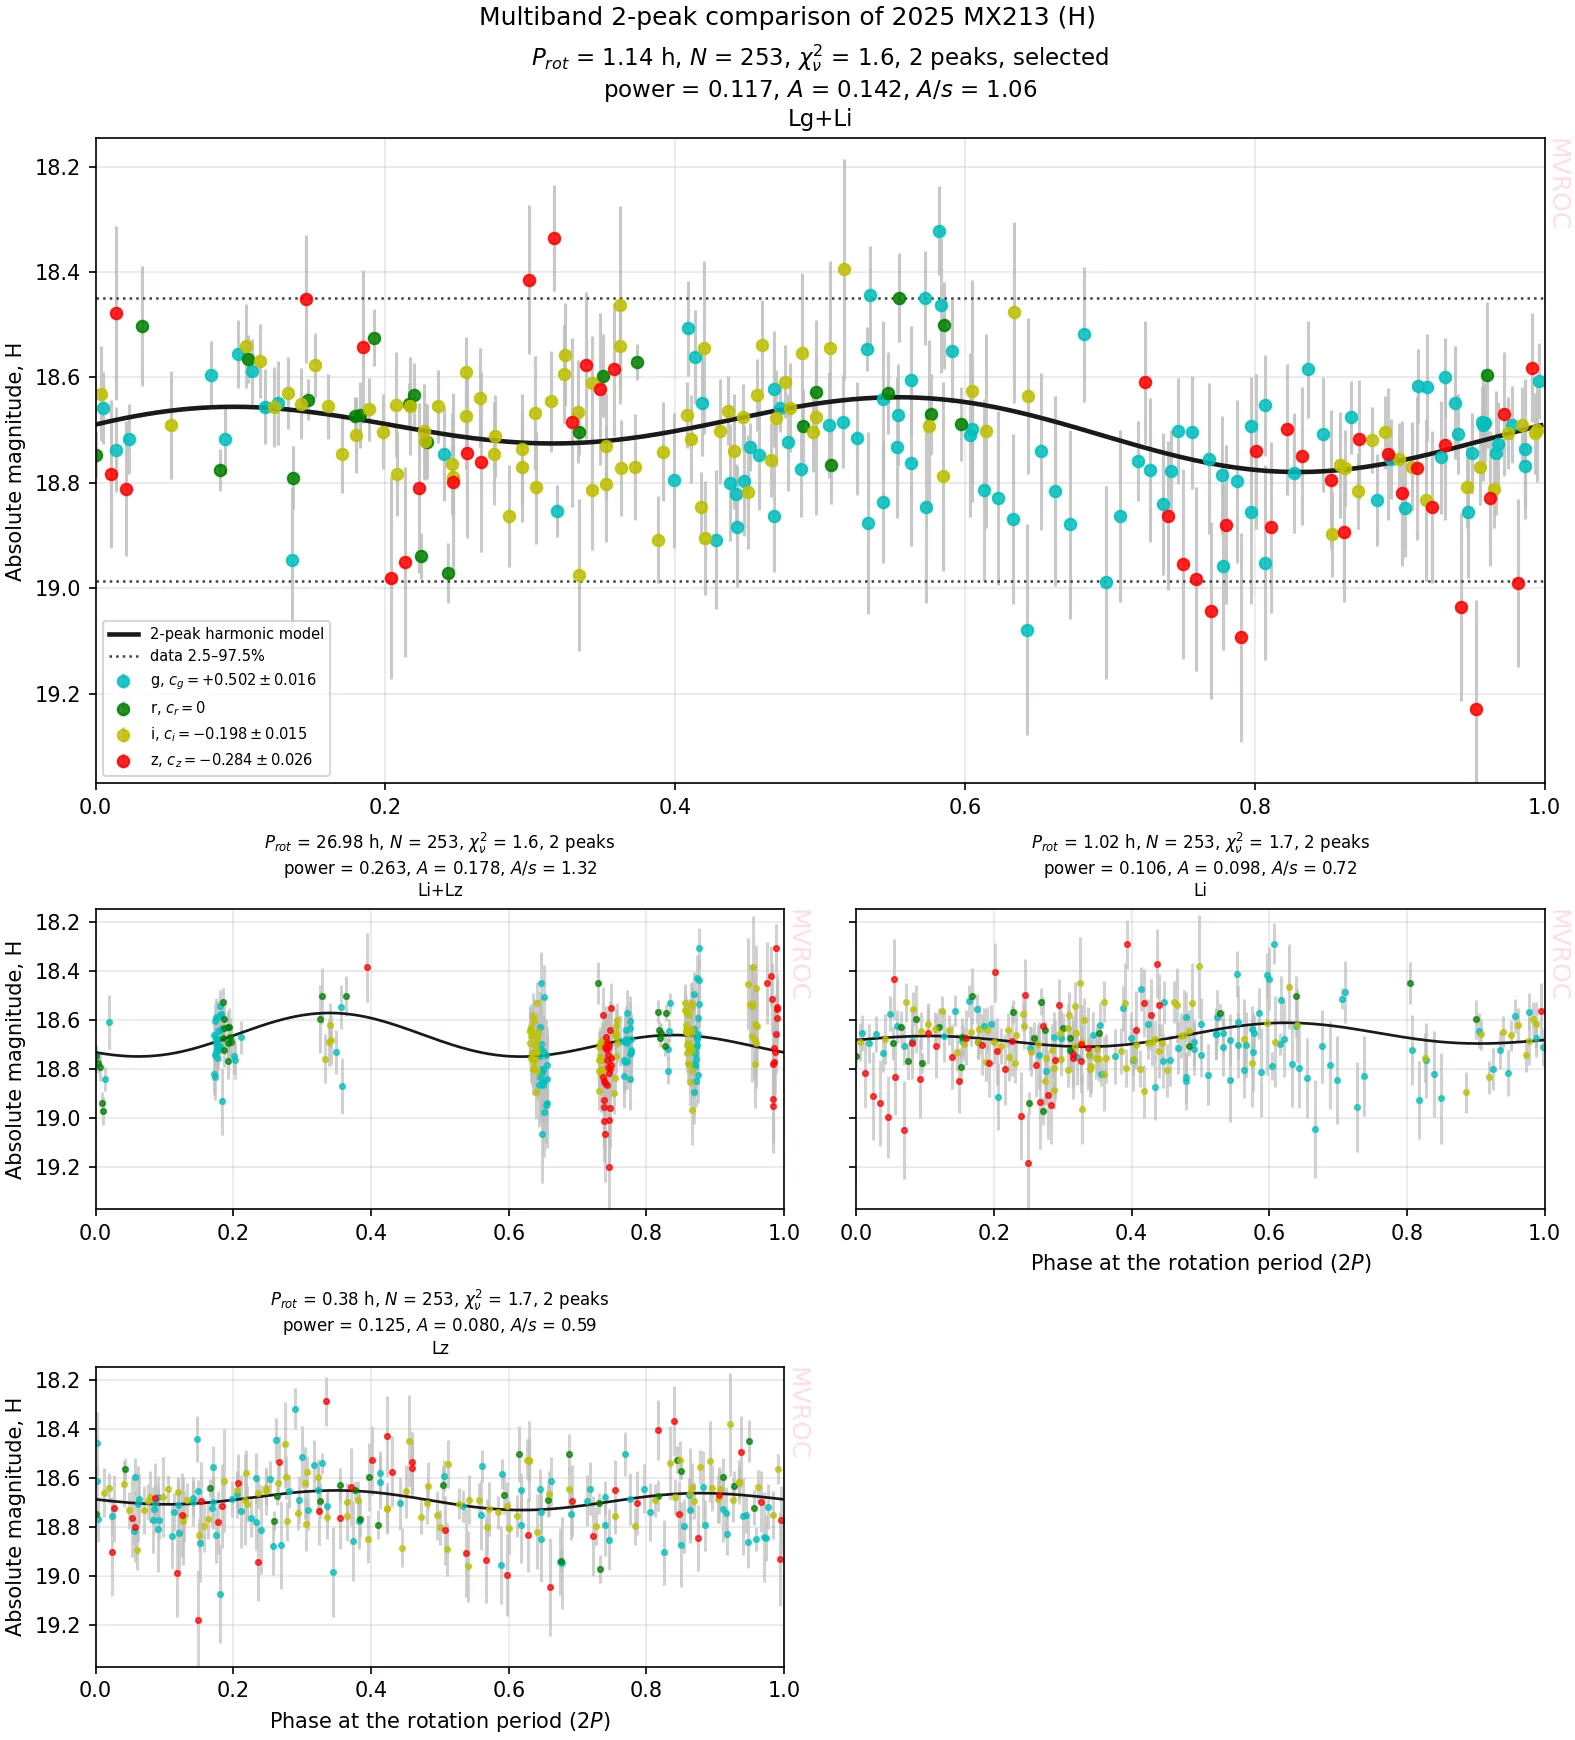 Multiband 2-peak comparison of 2025 MX213 (H)
P_rot = 1.14 h, N = 253, χ²_ν = 1.6, 2 peaks, selected
power = 0.117, A = 0.142, A/s = 1.06
Lg+Li
Absolute magnitude, H
18.2
18.4
18.6
18.8
19.0
19.2
2-peak harmonic model
data 2.5–97.5%
g, c_g = +0.502 ± 0.016
r, c_r = 0
i, c_i = −0.198 ± 0.015
z, c_z = −0.284 ± 0.026
0.0 0.2 0.4 0.6 0.8 1.0
MVROC
P_rot = 26.98 h, N = 253, χ²_ν = 1.6, 2 peaks
power = 0.263, A = 0.178, A/s = 1.32
Li+Lz
Absolute magnitude, H
18.2
18.4
18.6
18.8
19.0
19.2
0.0 0.2 0.4 0.6 0.8 1.0
MVROC
P_rot = 1.02 h, N = 253, χ²_ν = 1.7, 2 peaks
power = 0.106, A = 0.098, A/s = 0.72
Li
0.0 0.2 0.4 0.6 0.8 1.0
Phase at the rotation period (2P)
MVROC
P_rot = 0.38 h, N = 253, χ²_ν = 1.7, 2 peaks
power = 0.125, A = 0.080, A/s = 0.59
Lz
Absolute magnitude, H
18.2
18.4
18.6
18.8
19.0
19.2
0.0 0.2 0.4 0.6 0.8 1.0
Phase at the rotation period (2P)
MVROC